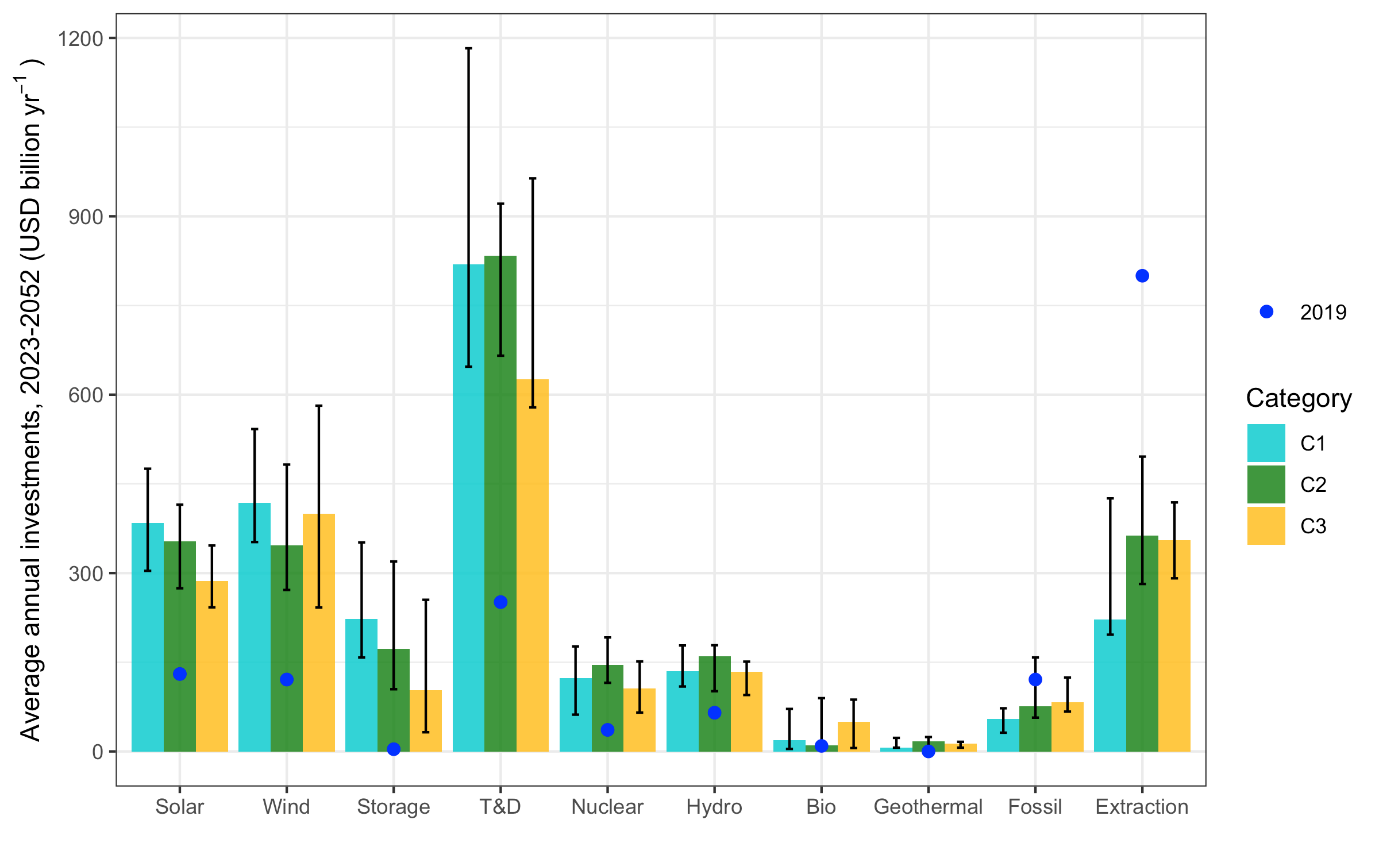 Average annual investments, 2023-2052 (USD billion yr⁻¹ )
1200
900
600
300
0
Solar
Wind
Storage
T&D
Nuclear
Hydro
Bio
Geothermal
Fossil
Extraction
2019
Category
C1
C2
C3